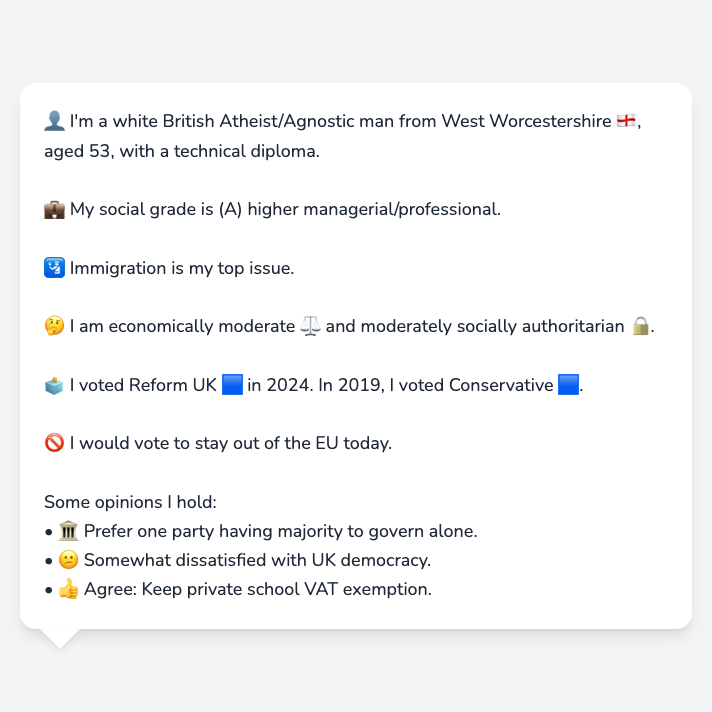 👤 I'm a white British Atheist/Agnostic man from West Worcestershire 🏴󠁧󠁢󠁥󠁮󠁧󠁿,
aged 53, with a technical diploma.
💼 My social grade is (A) higher managerial/professional.
🛂 Immigration is my top issue.
🤔 I am economically moderate ⚖️ and moderately socially authoritarian 🔒.
🗳️ I voted Reform UK 🟦 in 2024. In 2019, I voted Conservative 🟦.
🚫 I would vote to stay out of the EU today.
Some opinions I hold:
• 🏛️ Prefer one party having majority to govern alone.
• 🙁 Somewhat dissatisfied with UK democracy.
• 👍 Agree: Keep private school VAT exemption.